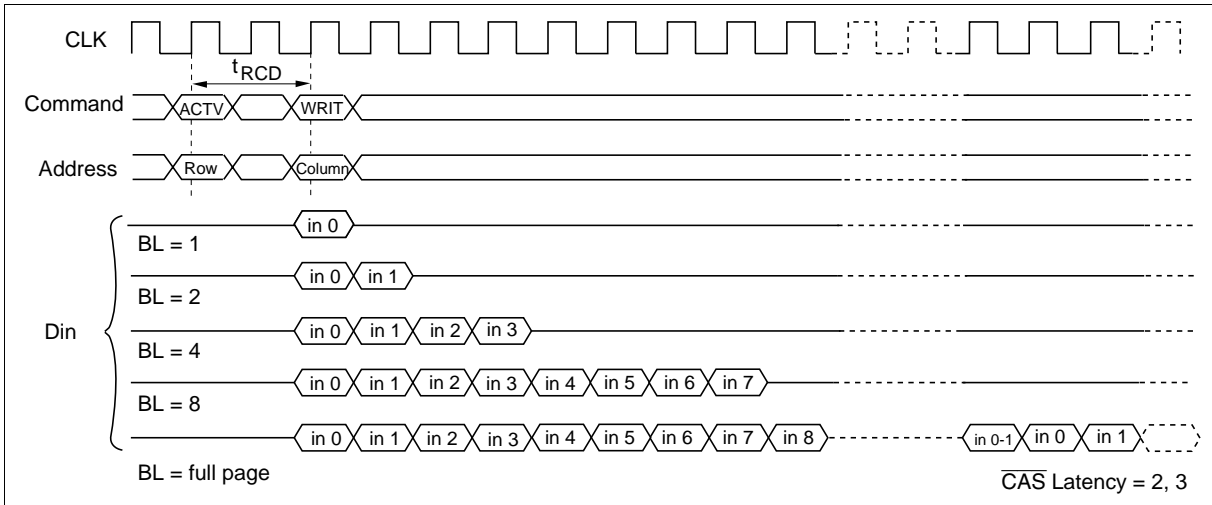 CLK
tRCD
Command ACTV WRIT
Address Row Column
Din
in 0
BL = 1
in 0 in 1
BL = 2
in 0 in 1 in 2 in 3
BL = 4
in 0 in 1 in 2 in 3 in 4 in 5 in 6 in 7
BL = 8
in 0 in 1 in 2 in 3 in 4 in 5 in 6 in 7 in 8 in 0-1 in 0 in 1
BL = full page
CAS Latency = 2, 3